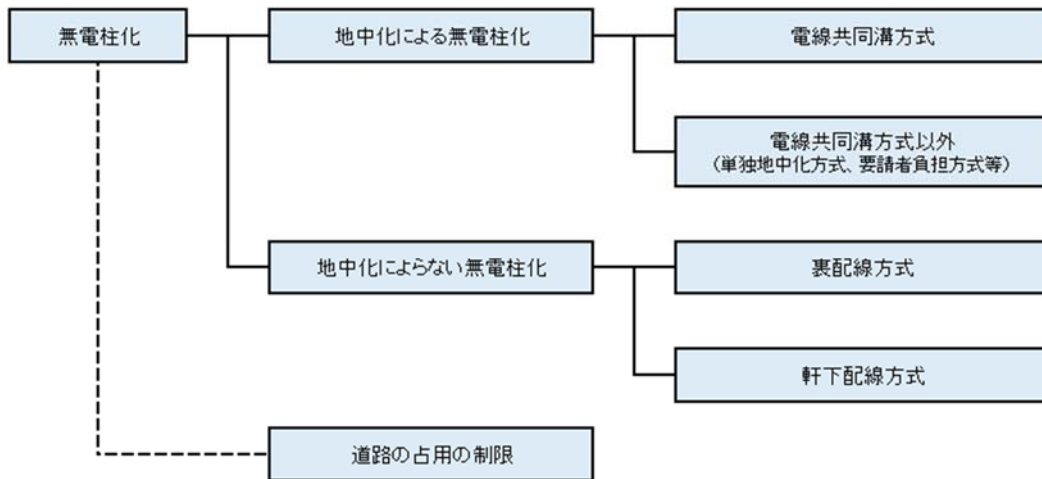 無電柱化
地中化による無電柱化
電線共同溝方式
電線共同溝方式以外
（単独地中化方式、要請者負担方式等）
地中化によらない無電柱化
裏配線方式
軒下配線方式
道路の占用の制限